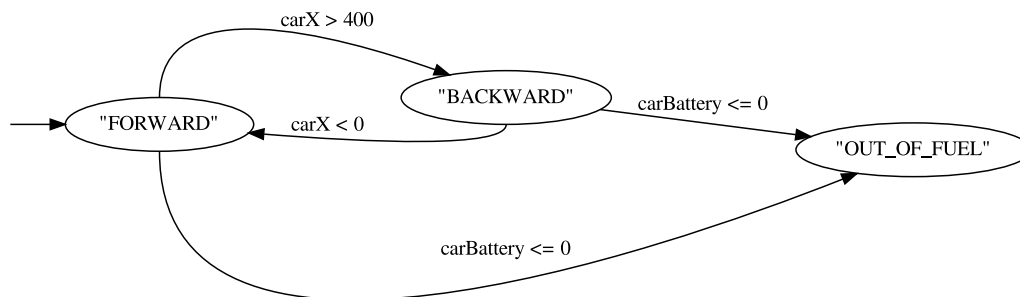 carX > 400
"FORWARD"
"BACKWARD"
carX < 0
carBattery <= 0
"OUT_OF_FUEL"
carBattery <= 0